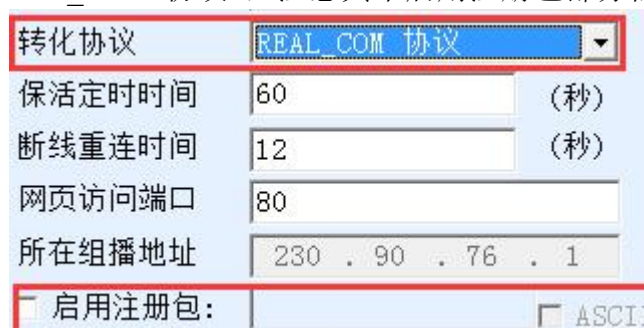 转化协议 REAL_COM 协议
保活定时时间 60 (秒)
断线重连时间 12 (秒)
网页访问端口 80
所在组播地址 230 . 90 . 76 . 1
启用注册包: ASCII